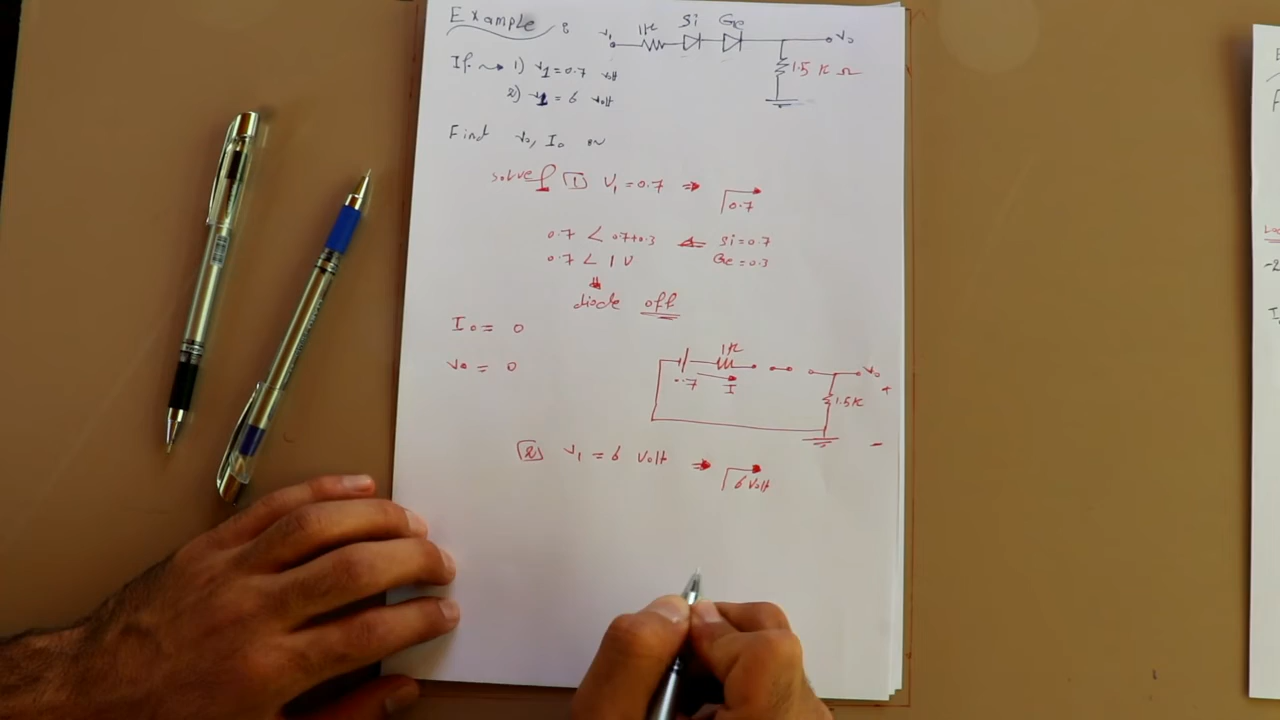 Example :
V1 1K Si Ge Vo
1.5 K Ω
If 1) V1 = 0.7 volt
2) V1 = 6 volt
Find Vo, Io
solve 1 V1 = 0.7 ⇒ 0.7
0.7 < 0.7+0.3 ⇐ Si = 0.7
0.7 < 1 V Ge = 0.3
diode off
Io = 0
Vo = 0
1K Vo
.7 I 1.5K +
-
2 V1 = 6 Volt ⇒ 6 Volt
Loo
-2
I